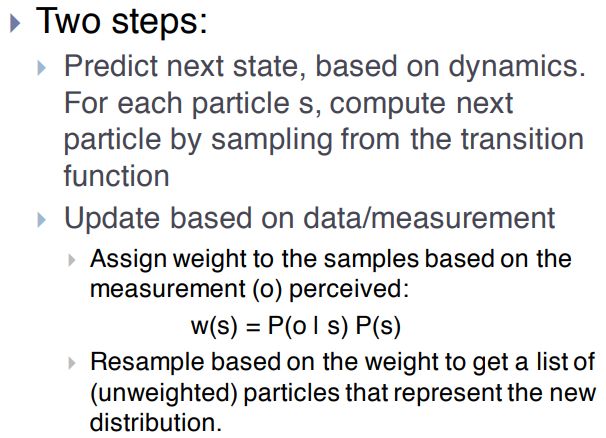 Two steps:
Predict next state, based on dynamics.
For each particle s, compute next
particle by sampling from the transition
function
Update based on data/measurement
Assign weight to the samples based on the
measurement (o) perceived:
w(s) = P(o | s) P(s)
Resample based on the weight to get a list of
(unweighted) particles that represent the new
distribution.